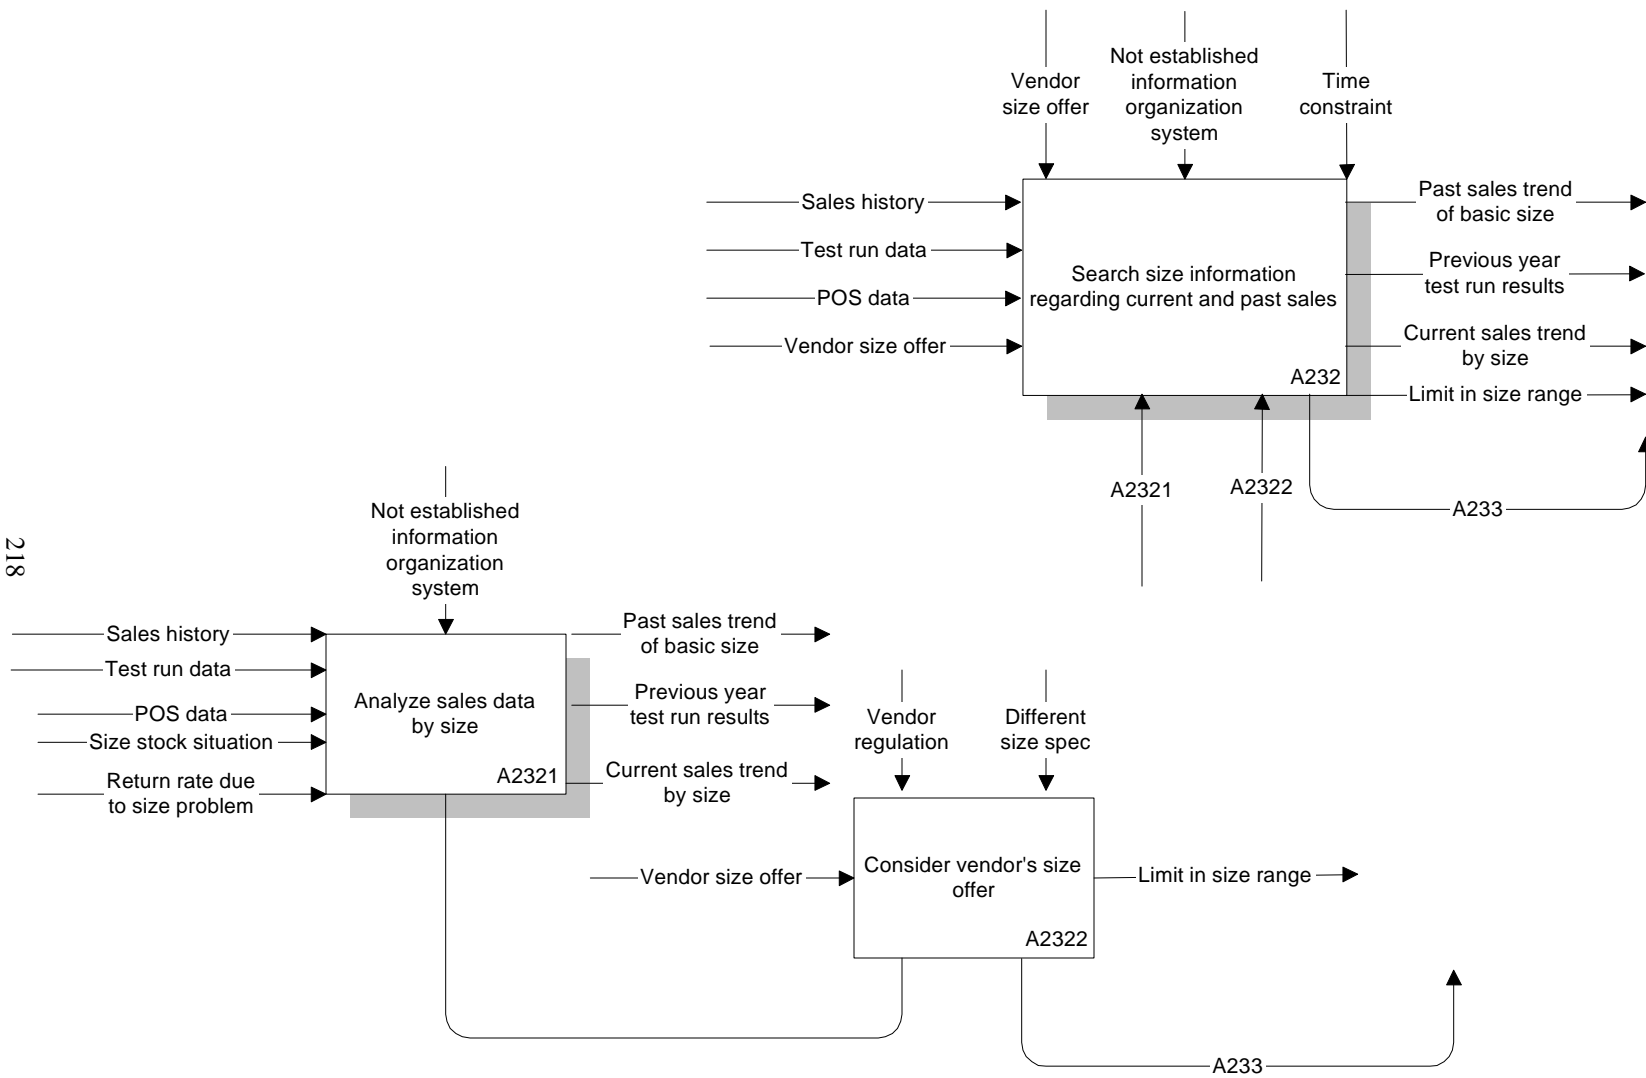 Vendor
size offer
Not established
information
organization
system
Time
constraint
Sales history
Test run data
POS data
Vendor size offer
Search size information
regarding current and past sales
A232
Past sales trend
of basic size
Previous year
test run results
Current sales trend
by size
Limit in size range
A2321
A2322
A233
218
Not established
information
organization
system
Sales history
Test run data
POS data
Size stock situation
Return rate due
to size problem
Analyze sales data
by size
A2321
Past sales trend
of basic size
Previous year
test run results
Current sales trend
by size
Vendor
regulation
Different
size spec
Vendor size offer
Consider vendor's size
offer
A2322
Limit in size range
A233